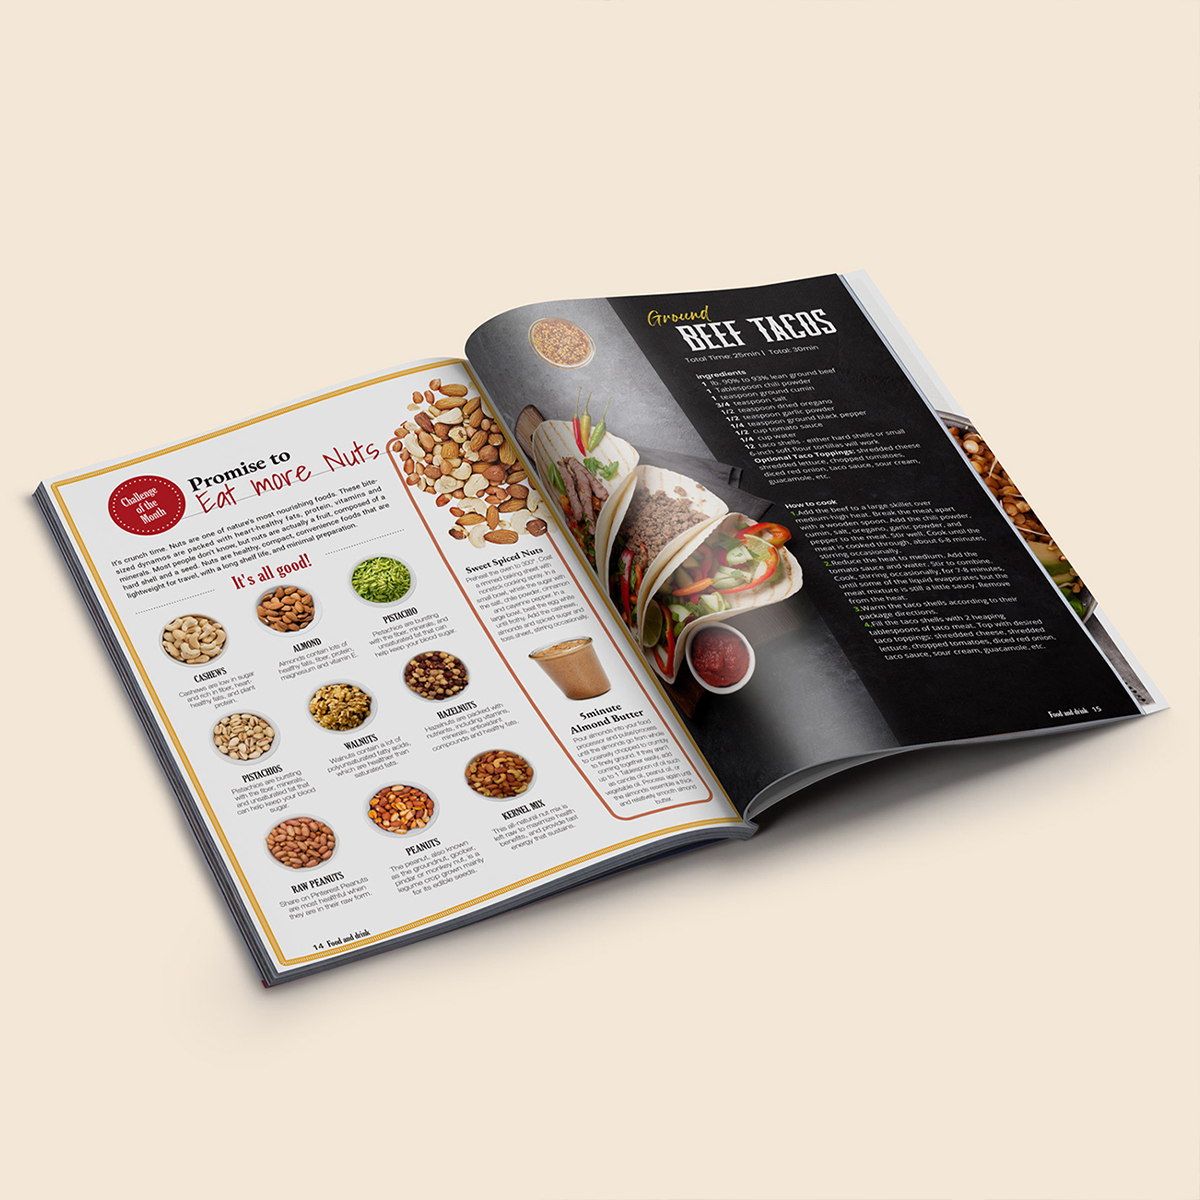 Challenge
of the
Month
Promise to
Eat more Nuts
It's crunch time. Nuts are one of nature's most nourishing foods. These bite-
sized dynamos are packed with heart-healthy fats, protein, vitamins and
minerals. Most people don't know, but nuts are actually a fruit, composed of a
hard shell and a seed. Nuts are healthy, compact, convenience foods that are
lightweight for travel, with a long shelf life, and minimal preparation.
It's all good!
CASHEWS
Cashews are low in sugar
and rich in fiber, heart-
healthy fats, and plant
protein.
ALMOND
Almonds contain lots of
healthy fats, fiber, protein,
magnesium and vitamin E.
PISTACHIO
Pistachios are bursting
with the fiber, minerals, and
unsaturated fat that can
help keep your blood sugar.
PISTACHIOS
Pistachios are bursting
with the fiber, minerals,
and unsaturated fat that
can help keep your blood
sugar.
WALNUTS
Walnuts contain a lot of
polyunsaturated fatty acids,
which are healthier than
saturated fats.
HAZELNUTS
Hazelnuts are packed with
nutrients, including vitamins,
minerals, antioxidant
compounds and healthy fats.
RAW PEANUTS
Share on Pinterest Peanuts
are most healthful when
they are in their raw form.
PEANUTS
The peanut, also known
as the groundnut, goober,
pindar or monkey nut, is a
legume crop grown mainly
for its edible seeds.
KERNEL MIX
This all-natural nut mix is
left raw to maximize health
benefits, and provide fast
energy that sustains.
Sweet Spiced Nuts
Preheat the oven to 300°. Coat
a rimmed baking sheet with
nonstick cooking spray. In a
small bowl, whisk the sugar with
the salt, chile powder, cinnamon
and cayenne pepper. In a
large bowl, beat the egg white
until frothy. Add the cashews,
almonds and spiced sugar and
toss. sheet, stirring occasionally.
5minute
Almond Butter
Pour almonds into your food
processor and pulse/process
until the almonds go from whole
to coarsely chopped to crumbly
to finely ground. If they aren't
coming together easily, add
up to 1 Tablespoon of oil such
as canola oil, peanut oil, or
vegetable oil. Process again until
the almonds resemble a thick
and relatively smooth almond
butter.
14 Food and drink
Ground
BEEF TACOS
Total Time: 25min | Total: 30min
Ingredients
1 lb. 90% to 93% lean ground beef
1 Tablespoon chili powder
1 teaspoon ground cumin
3/4 teaspoon salt
1/2 teaspoon dried oregano
1/2 teaspoon garlic powder
1/4 teaspoon ground black pepper
1/2 cup tomato sauce
1/4 cup water
12 taco shells - either hard shells or small
6-inch soft flour tortillas will work
Optional Taco Toppings: shredded cheese
shredded lettuce, chopped tomatoes,
diced red onion, taco sauce, sour cream,
guacamole, etc.
How to cook
1.Add the beef to a large skillet over
medium-high heat. Break the meat apart
with a wooden spoon. Add the chili powder,
cumin, salt, oregano, garlic powder, and
pepper to the meat. Stir well. Cook until the
meat is cooked through, about 6-8 minutes,
stirring occasionally.
2.Reduce the heat to medium. Add the
tomato sauce and water. Stir to combine.
Cook, stirring occasionally, for 7-8 minutes,
until some of the liquid evaporates but the
meat mixture is still a little saucy. Remove
from the heat.
3.Warm the taco shells according to their
package directions.
4.Fill the taco shells with 2 heaping
tablespoons of taco meat. Top with desired
taco toppings: shredded cheese, shredded
lettuce, chopped tomatoes, diced red onion,
taco sauce, sour cream, guacamole, etc.
Food and drink 15